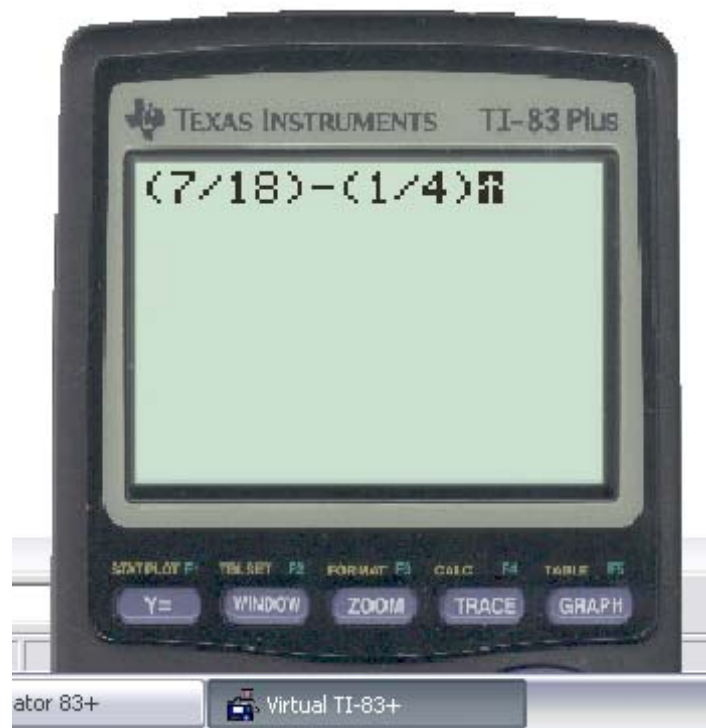 TEXAS INSTRUMENTS TI-83 Plus
(7/18)-(1/4)
STATPLOT F1 TBLSET F2 FORMAT F3 CALC F4 TABLE F5
Y= WINDOW ZOOM TRACE GRAPH
ator 83+ Virtual TI-83+